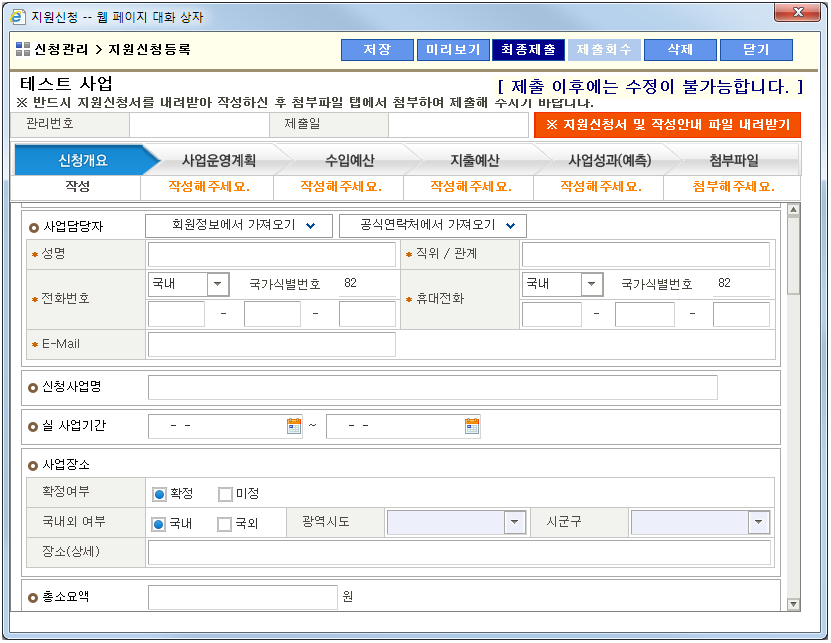 지원신청 -- 웹 페이지 대화 상자
신청관리 > 지원신청등록
저장 미리보기 최종제출 제출회수 삭제 닫기
테스트 사업
[ 제출 이후에는 수정이 불가능합니다. ]
※ 반드시 지원신청서를 내려받아 작성하신 후 첨부파일 탭에서 첨부하여 제출해 주시기 바랍니다.
관리번호 제출일 ※ 지원신청서 및 작성안내 파일 내려받기
신청개요 사업운영계획 수입예산 지출예산 사업성과(예측) 첨부파일
작성 작성해주세요. 작성해주세요. 작성해주세요. 작성해주세요. 첨부해주세요.
사업담당자 회원정보에서 가져오기 공식연락처에서 가져오기
* 성명 * 직위 / 관계
국내 국가식별번호 82 국내 국가식별번호 82
* 전화번호 * 휴대전화
- - - -
* E-Mail
신청사업명
실 사업기간 - - ~ - -
사업장소
확정여부 확정 미정
국내외 여부 국내 국외 광역시도 시군구
장소(상세)
총소요액 원